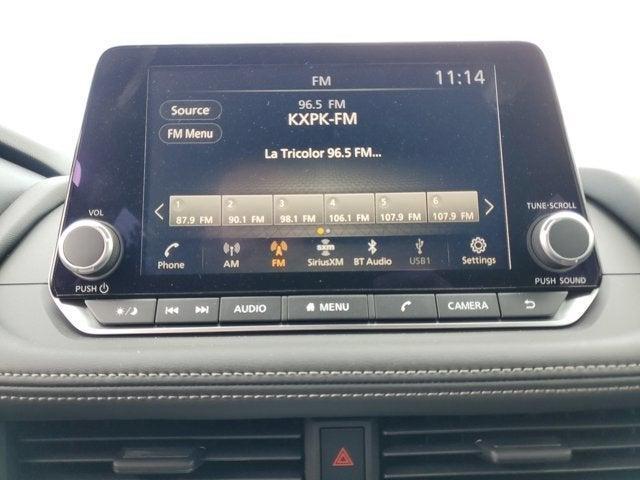 FM 11:14
Source
96.5 FM
KXPK-FM
FM Menu
La Tricolor 96.5 FM...
VOL
TUNE·SCROLL
1 2 3 4 5 6
87.9 FM 90.1 FM 98.1 FM 106.1 FM 107.9 FM 107.9 FM
sxm
Phone AM FM SiriusXM BT Audio USB1 Settings
PUSH PUSH SOUND
AUDIO MENU CAMERA